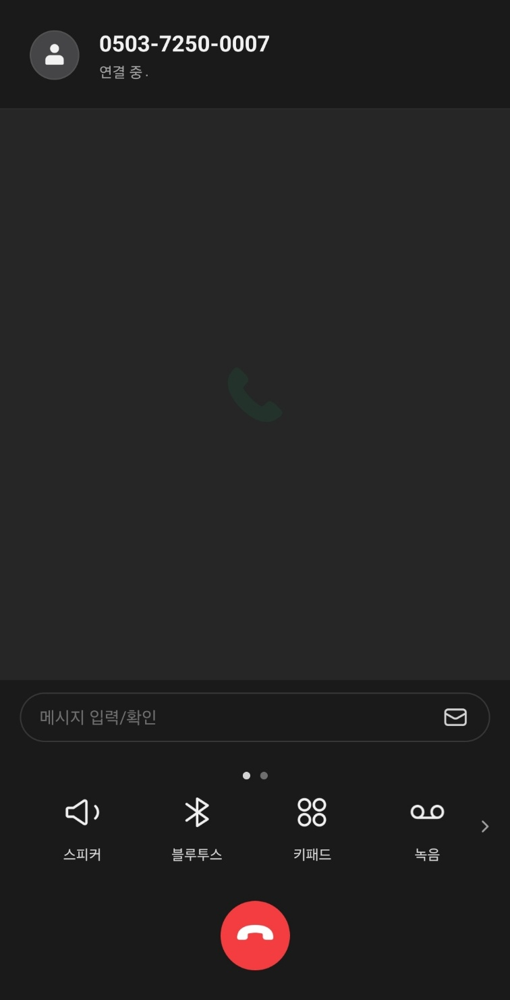 0503-7250-0007
연결 중 .
메시지 입력/확인
스피커 블루투스 키패드 녹음